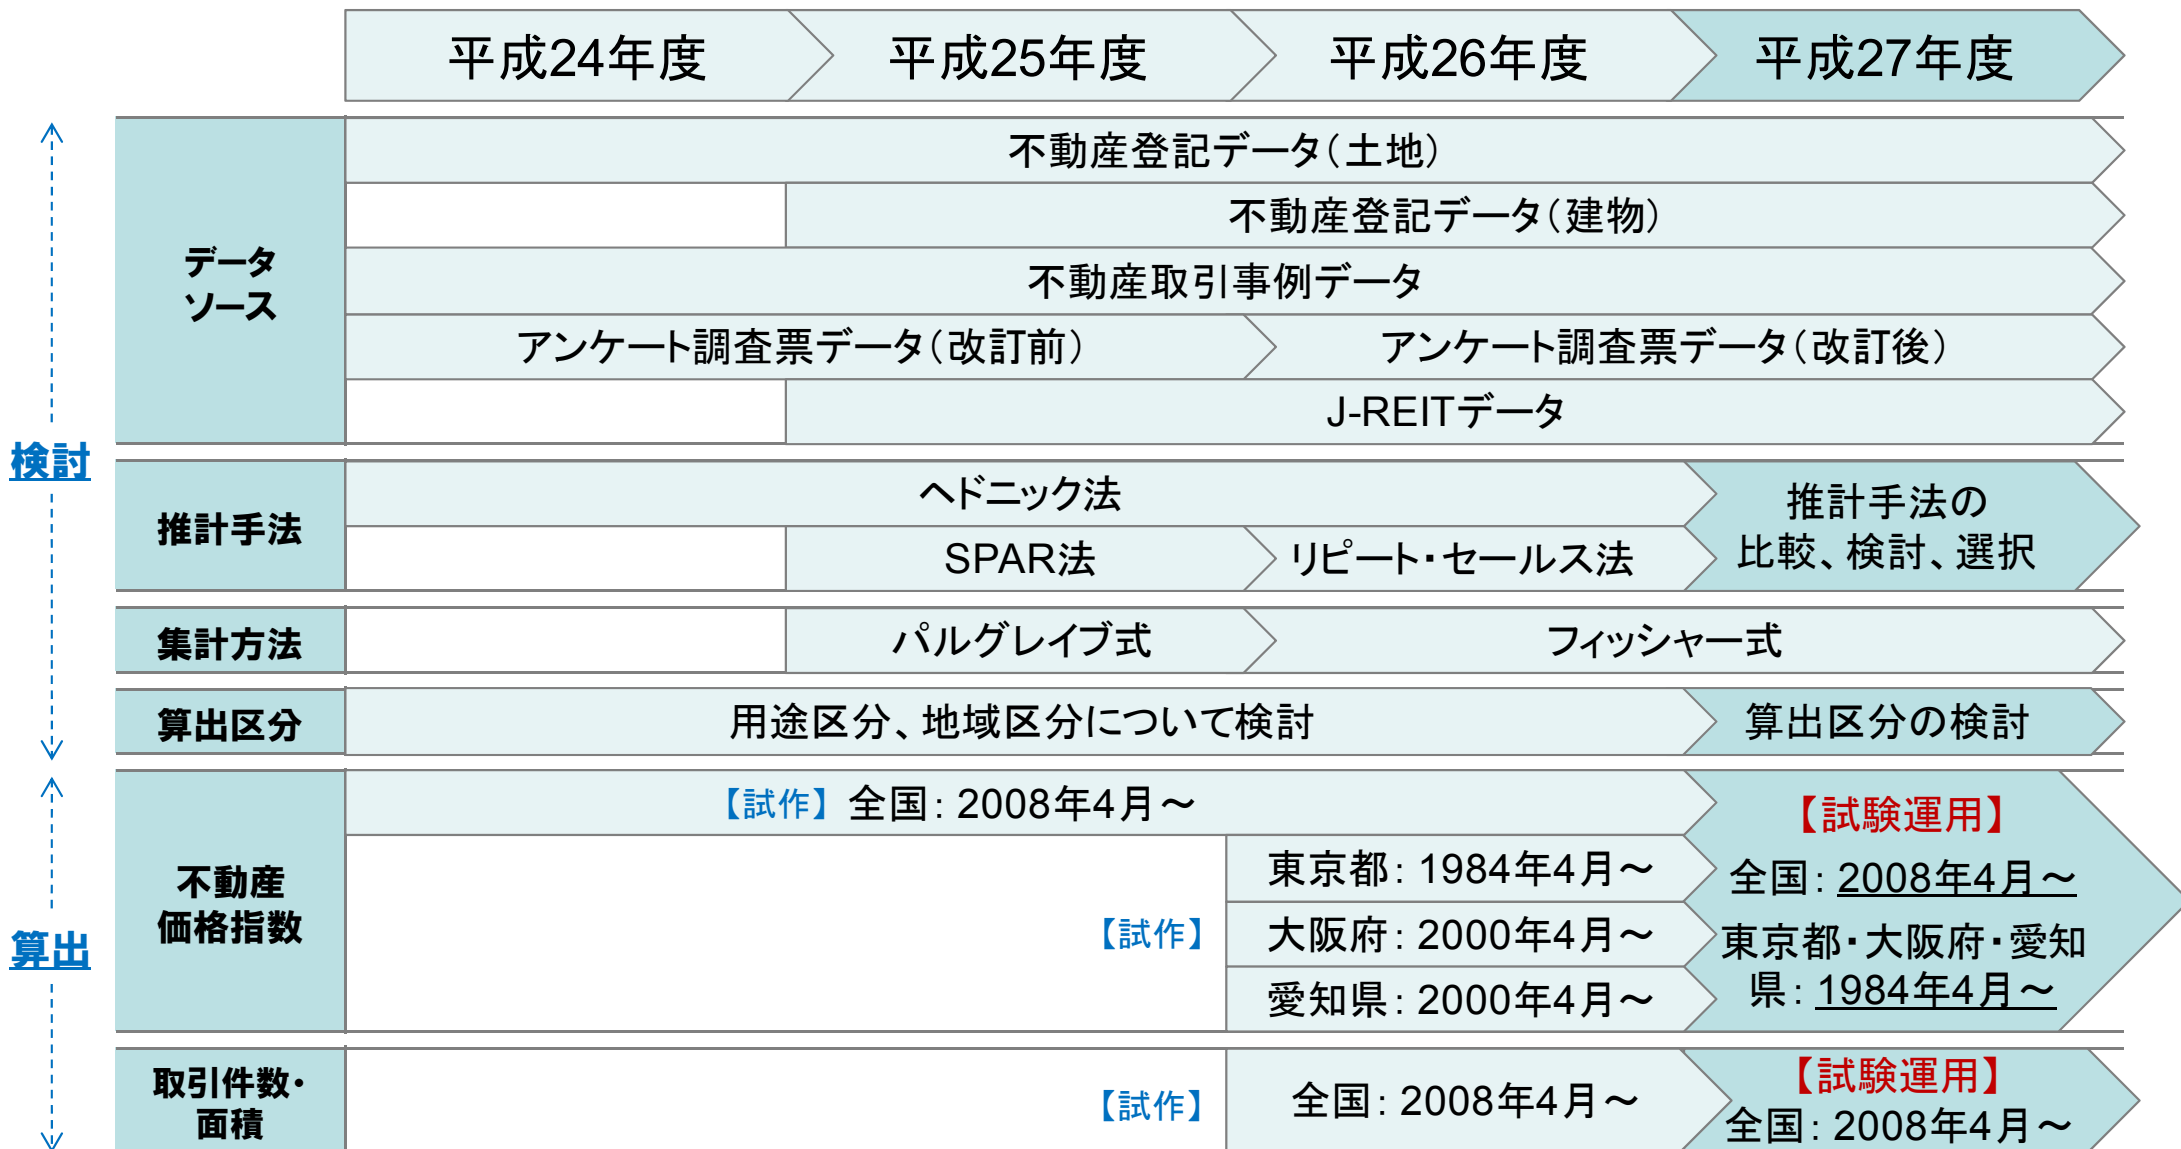 平成24年度
平成25年度
平成26年度
平成27年度
検討
データ
ソース
不動産登記データ（土地）
不動産登記データ（建物）
不動産取引事例データ
アンケート調査票データ（改訂前）
アンケート調査票データ（改訂後）
J-REITデータ
推計手法
ヘドニック法
SPAR法
リピート・セールス法
推計手法の
比較、検討、選択
集計方法
パルグレイブ式
フィッシャー式
算出区分
用途区分、地域区分について検討
算出区分の検討
算出
不動産
価格指数
【試作】 全国：2008年4月～
【試作】
東京都：1984年4月～
大阪府：2000年4月～
愛知県：2000年4月～
【試験運用】
全国：2008年4月～
東京都・大阪府・愛知
県：1984年4月～
取引件数・
面積
【試作】
全国：2008年4月～
【試験運用】
全国：2008年4月～